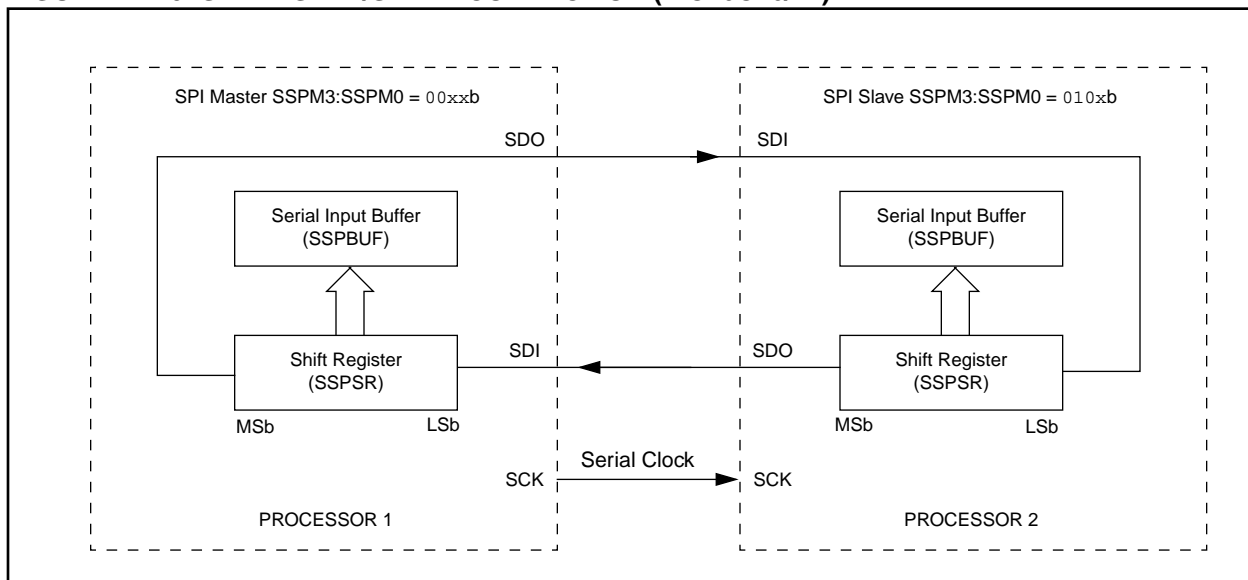 SPI Master SSPM3:SSPM0 = 00xxb
SPI Slave SSPM3:SSPM0 = 010xb
SDO
SDI
Serial Input Buffer
(SSPBUF)
Serial Input Buffer
(SSPBUF)
Shift Register
(SSPSR)
SDI
SDO
Shift Register
(SSPSR)
MSb
LSb
MSb
LSb
Serial Clock
SCK
SCK
PROCESSOR 1
PROCESSOR 2